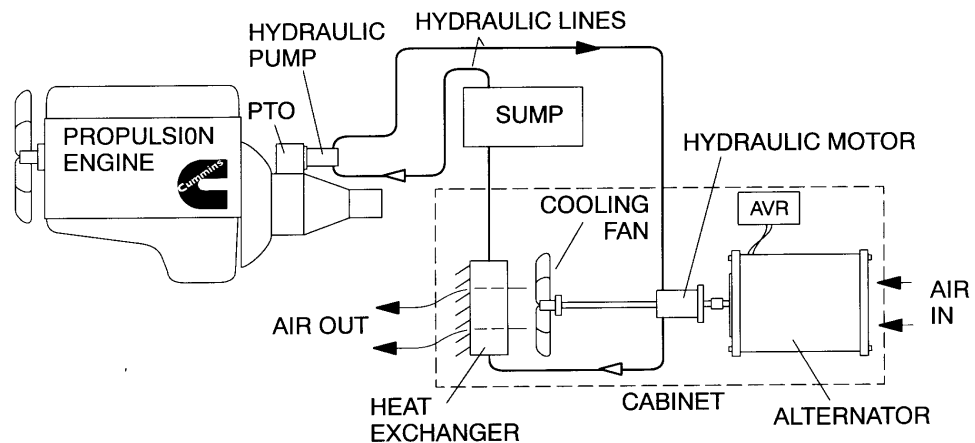 HYDRAULIC LINES
HYDRAULIC
PUMP
PTO
SUMP
PROPULSION
ENGINE
Cummins
HYDRAULIC MOTOR
COOLING
FAN
AVR
AIR OUT
AIR
IN
HEAT
EXCHANGER
CABINET
ALTERNATOR